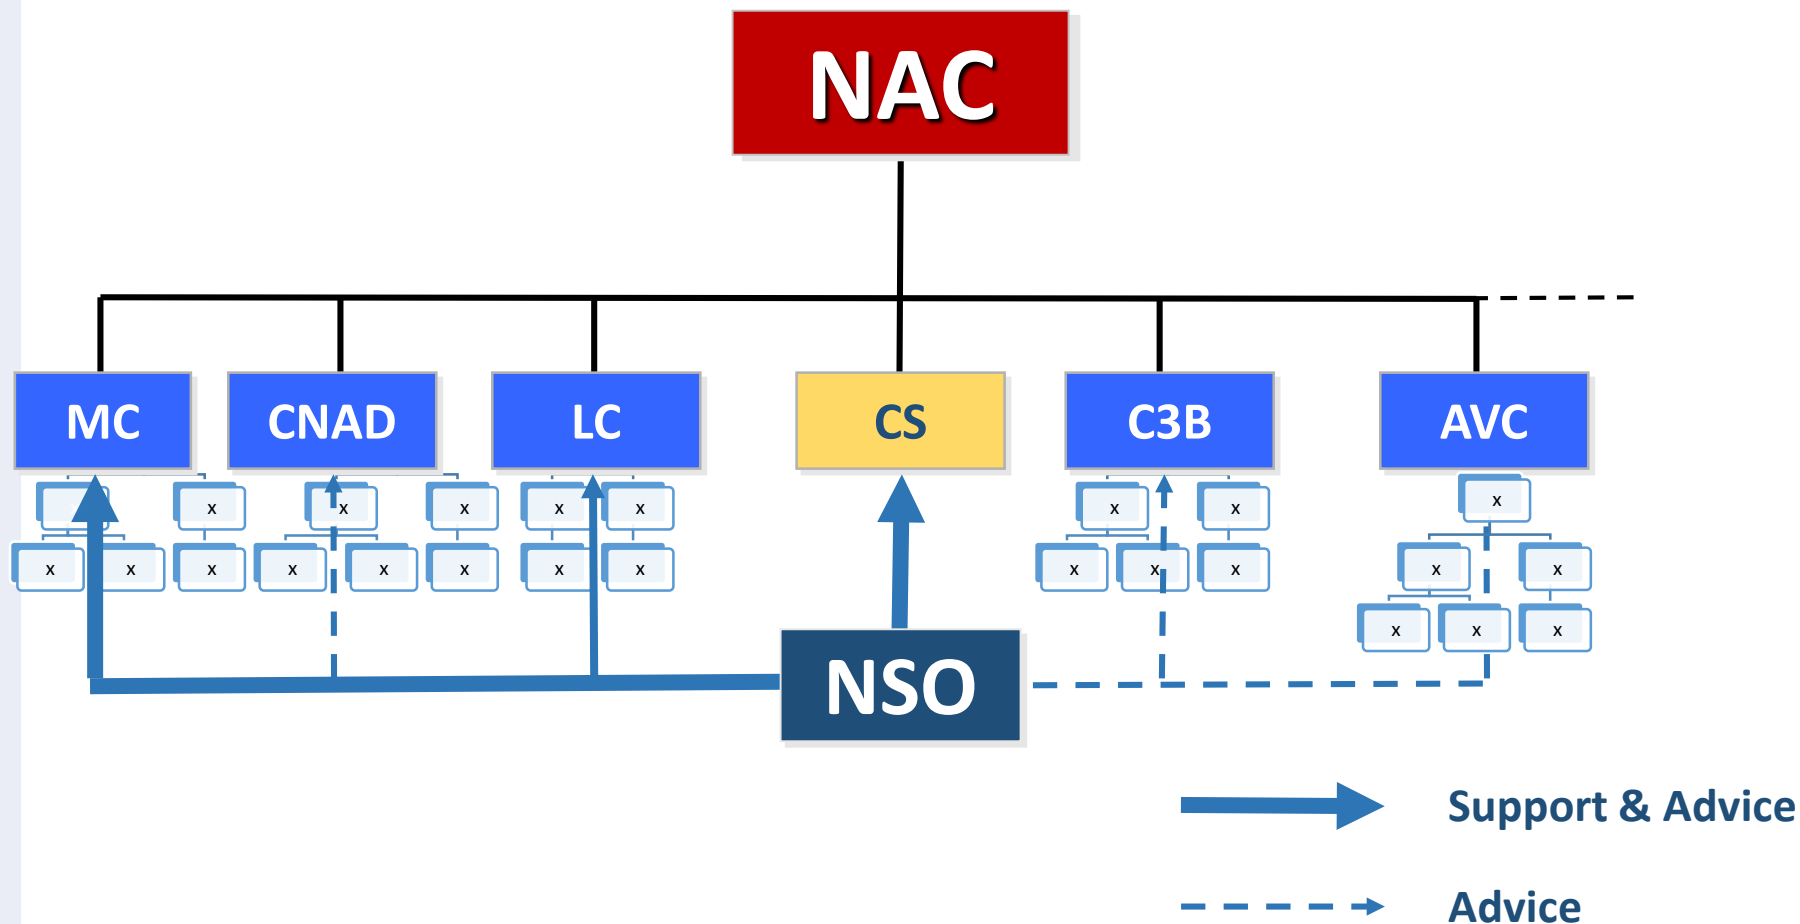 NAC
MC
CNAD
LC
CS
C3B
AVC
x x x x x x x x
x
x x x x x x x x x x x x x
x x x
NSO
Support & Advice
Advice